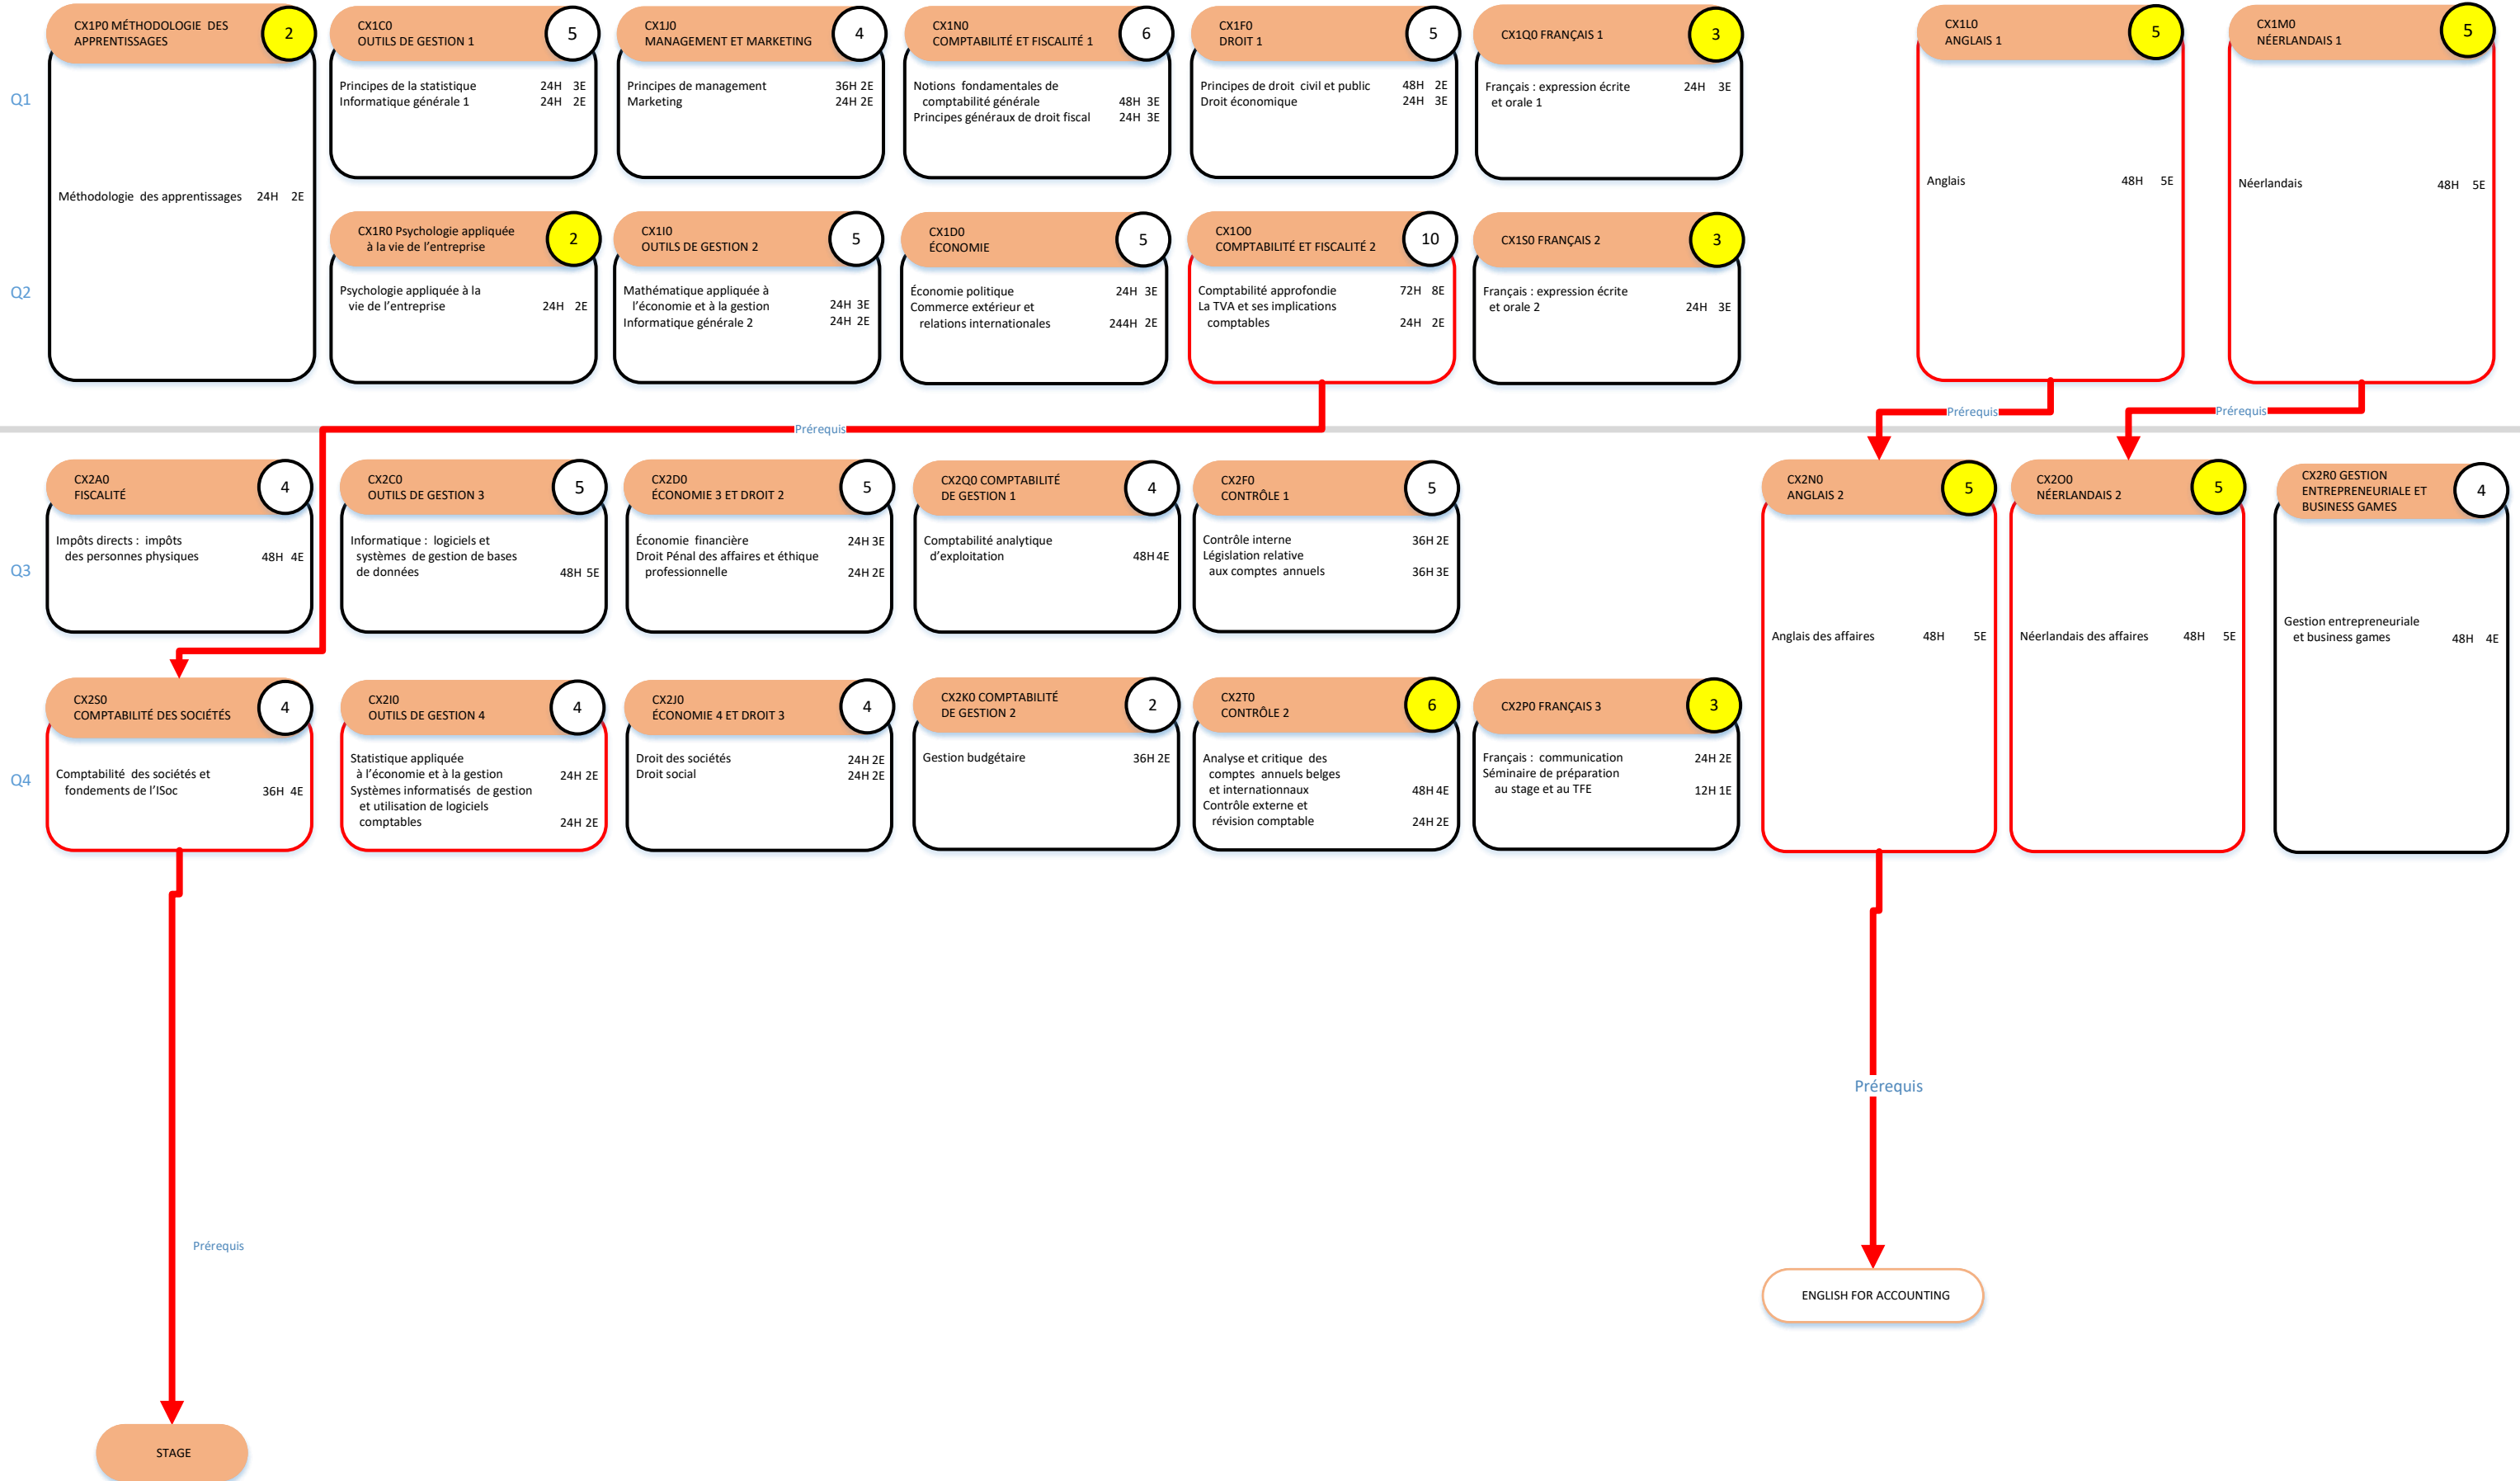 CX1P0 MÉTHODOLOGIE DES
APPRENTISSAGES
2
Méthodologie des apprentissages 24H 2E
CX1C0
OUTILS DE GESTION 1
5
Principes de la statistique 24H 3E
Informatique générale 1 24H 2E
CX1J0
MANAGEMENT ET MARKETING
4
Principes de management 36H 2E
Marketing 24H 2E
CX1N0
COMPTABILITÉ ET FISCALITÉ 1
6
Notions fondamentales de
comptabilité générale 48H 3E
Principes généraux de droit fiscal 24H 3E
CX1F0
DROIT 1
5
Principes de droit civil et public 48H 2E
Droit économique 24H 3E
CX1Q0 FRANÇAIS 1
3
Français : expression écrite 24H 3E
et orale 1
CX1L0
ANGLAIS 1
5
Anglais 48H 5E
CX1M0
NÉERLANDAIS 1
5
Néerlandais 48H 5E
Q1
CX1R0 Psychologie appliquée
à la vie de l'entreprise
2
Psychologie appliquée à la
vie de l'entreprise 24H 2E
CX1I0
OUTILS DE GESTION 2
5
Mathématique appliquée à
l'économie et à la gestion 24H 3E
Informatique générale 2 24H 2E
CX1D0
ÉCONOMIE
5
Économie politique 24H 3E
Commerce extérieur et
relations internationales 244H 2E
CX1O0
COMPTABILITÉ ET FISCALITÉ 2
10
Comptabilité approfondie 72H 8E
La TVA et ses implications
comptables 24H 2E
CX1S0 FRANÇAIS 2
3
Français : expression écrite
et orale 2 24H 3E
Q2
Prérequis
Prérequis
Prérequis
CX2A0
FISCALITÉ
4
Impôts directs : impôts
des personnes physiques 48H 4E
CX2C0
OUTILS DE GESTION 3
5
Informatique : logiciels et
systèmes de gestion de bases
de données 48H 5E
CX2D0
ÉCONOMIE 3 ET DROIT 2
5
Économie financière 24H 3E
Droit Pénal des affaires et éthique
professionnelle 24H 2E
CX2Q0 COMPTABILITÉ
DE GESTION 1
4
Comptabilité analytique
d'exploitation 48H 4E
CX2F0
CONTRÔLE 1
5
Contrôle interne 36H 2E
Législation relative
aux comptes annuels 36H 3E
CX2N0
ANGLAIS 2
5
Anglais des affaires 48H 5E
CX2O0
NÉERLANDAIS 2
5
Néerlandais des affaires 48H 5E
CX2R0 GESTION
ENTREPRENEURIALE ET
BUSINESS GAMES
4
Gestion entrepreneuriale
et business games 48H 4E
Q3
CX2S0
COMPTABILITÉ DES SOCIÉTÉS
4
Comptabilité des sociétés et
fondements de l'ISoc 36H 4E
CX2I0
OUTILS DE GESTION 4
4
Statistique appliquée
à l'économie et à la gestion 24H 2E
Systèmes informatisés de gestion
et utilisation de logiciels
comptables 24H 2E
CX2J0
ÉCONOMIE 4 ET DROIT 3
4
Droit des sociétés 24H 2E
Droit social 24H 2E
CX2K0 COMPTABILITÉ
DE GESTION 2
2
Gestion budgétaire 36H 2E
CX2T0
CONTRÔLE 2
6
Analyse et critique des
comptes annuels belges
et internationnaux 48H 4E
Contrôle externe et
révision comptable 24H 2E
CX2P0 FRANÇAIS 3
3
Français : communication 24H 2E
Séminaire de préparation
au stage et au TFE 12H 1E
Q4
Prérequis
Prérequis
ENGLISH FOR ACCOUNTING
STAGE